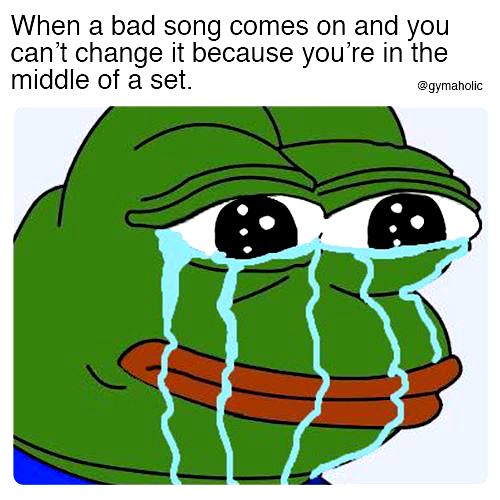 When a bad song comes on and you
can’t change it because you’re in the
middle of a set.
@gymaholic